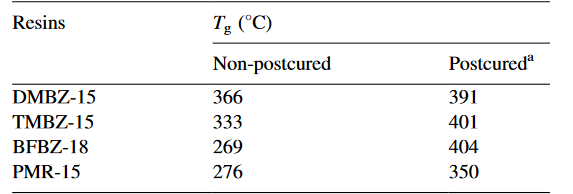 Resins Tg (°C)
Non-postcured Postcuredᵃ
DMBZ-15 366 391
TMBZ-15 333 401
BFBZ-18 269 404
PMR-15 276 350